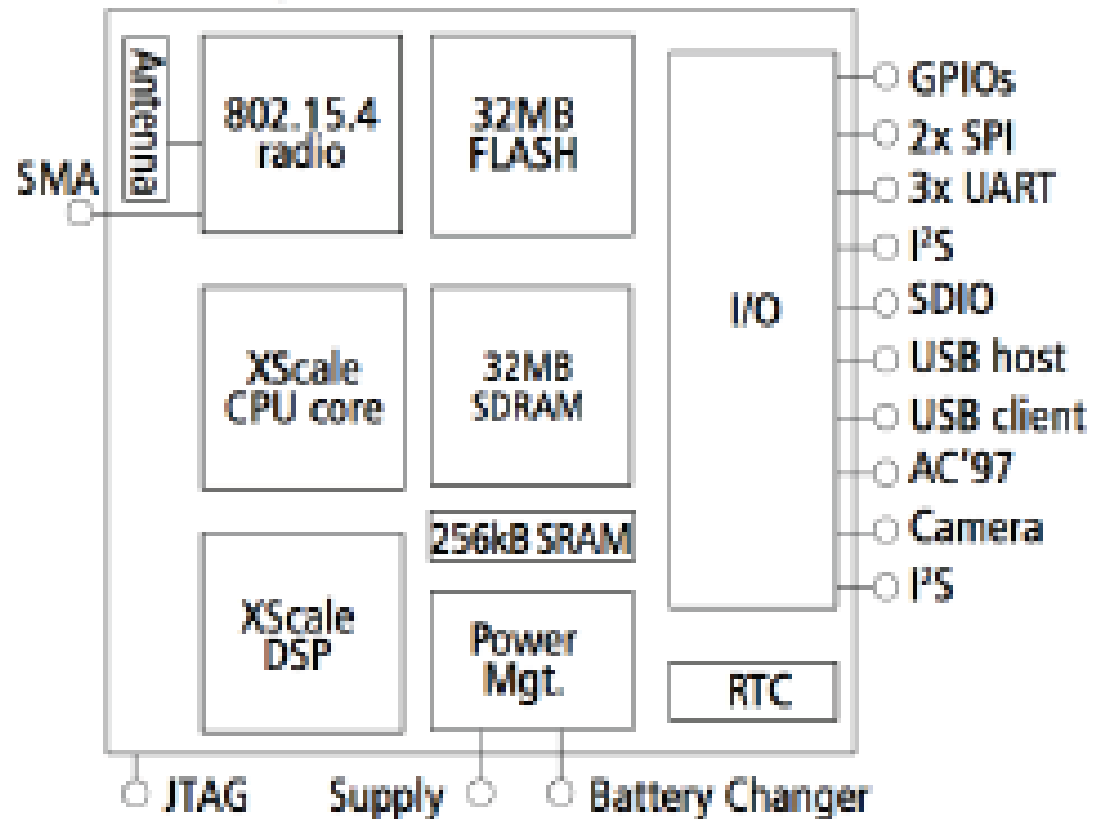 Antenna
802.15.4
radio
32MB
FLASH
SMA
XScale
CPU core
32MB
SDRAM
256kB SRAM
XScale
DSP
Power
Mgt.
I/O
RTC
GPIOs
2x SPI
3x UART
I²S
SDIO
USB host
USB client
AC'97
Camera
I²S
JTAG
Supply
Battery Changer